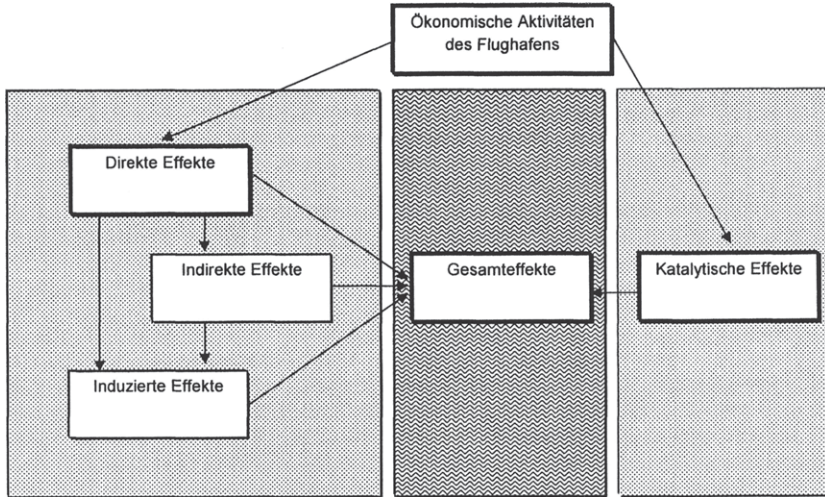 Ökonomische Aktivitäten
des Flughafens
Direkte Effekte
Indirekte Effekte
Gesamteffekte
Katalytische Effekte
Induzierte Effekte